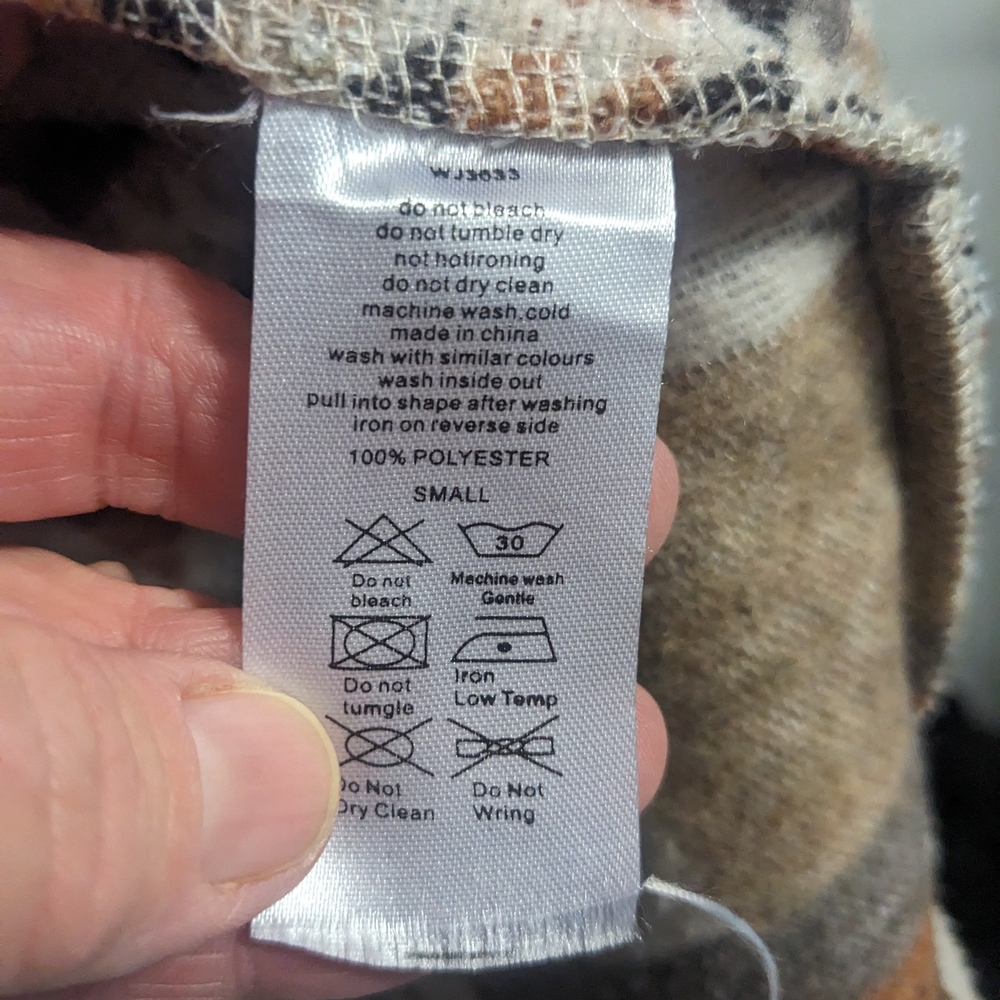 WJ3633
do not bleach
do not tumble dry
not hotironing
do not dry clean
machine wash.cold
made in china
wash with similar colours
wash inside out
pull into shape after washing
iron on reverse side
100% POLYESTER
SMALL
30
Do not
bleach
Machine wash
Gentle
Do not
tumgle
Iron
Low Temp
Do Not
Dry Clean
Do Not
Wring